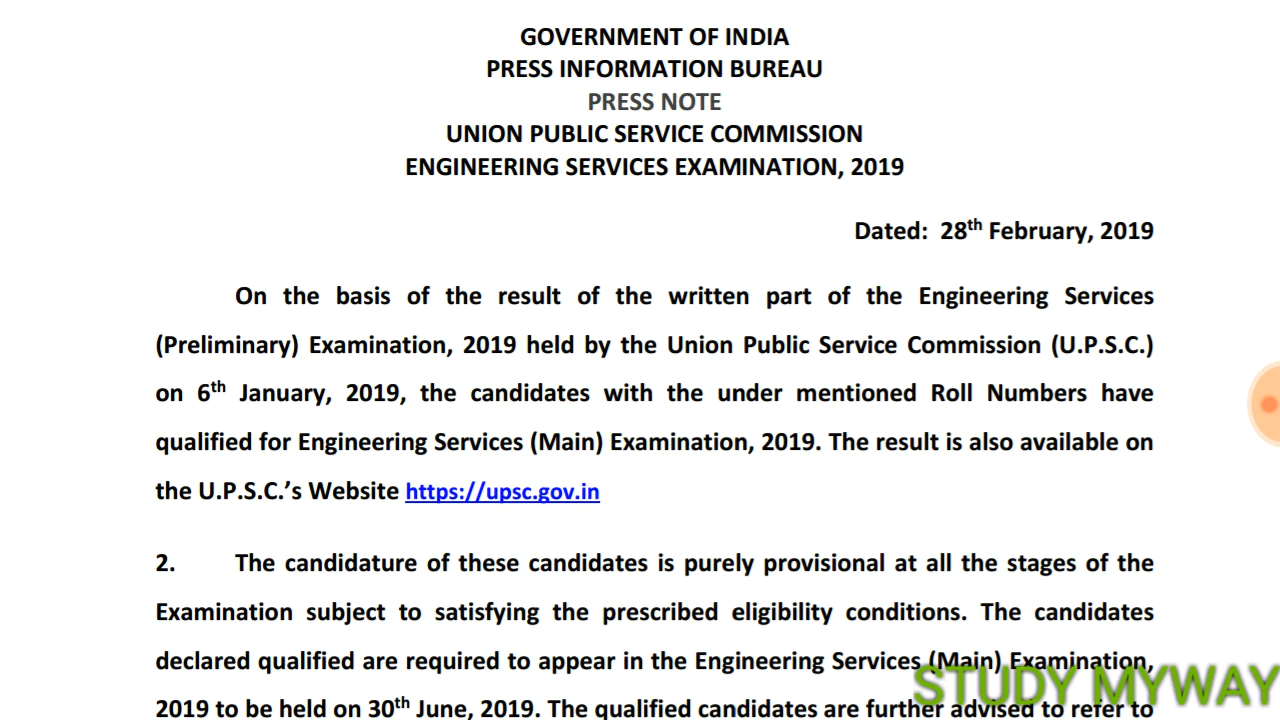 GOVERNMENT OF INDIA
PRESS INFORMATION BUREAU
PRESS NOTE
UNION PUBLIC SERVICE COMMISSION
ENGINEERING SERVICES EXAMINATION, 2019
Dated: 28th February, 2019
On the basis of the result of the written part of the Engineering Services
(Preliminary) Examination, 2019 held by the Union Public Service Commission (U.P.S.C.)
on 6th January, 2019, the candidates with the under mentioned Roll Numbers have
qualified for Engineering Services (Main) Examination, 2019. The result is also available on
the U.P.S.C.’s Website https://upsc.gov.in
2. The candidature of these candidates is purely provisional at all the stages of the
Examination subject to satisfying the prescribed eligibility conditions. The candidates
declared qualified are required to appear in the Engineering Services (Main) Examination,
2019 to be held on 30th June, 2019. The qualified candidates are further advised to refer to
STUDY MYWAY